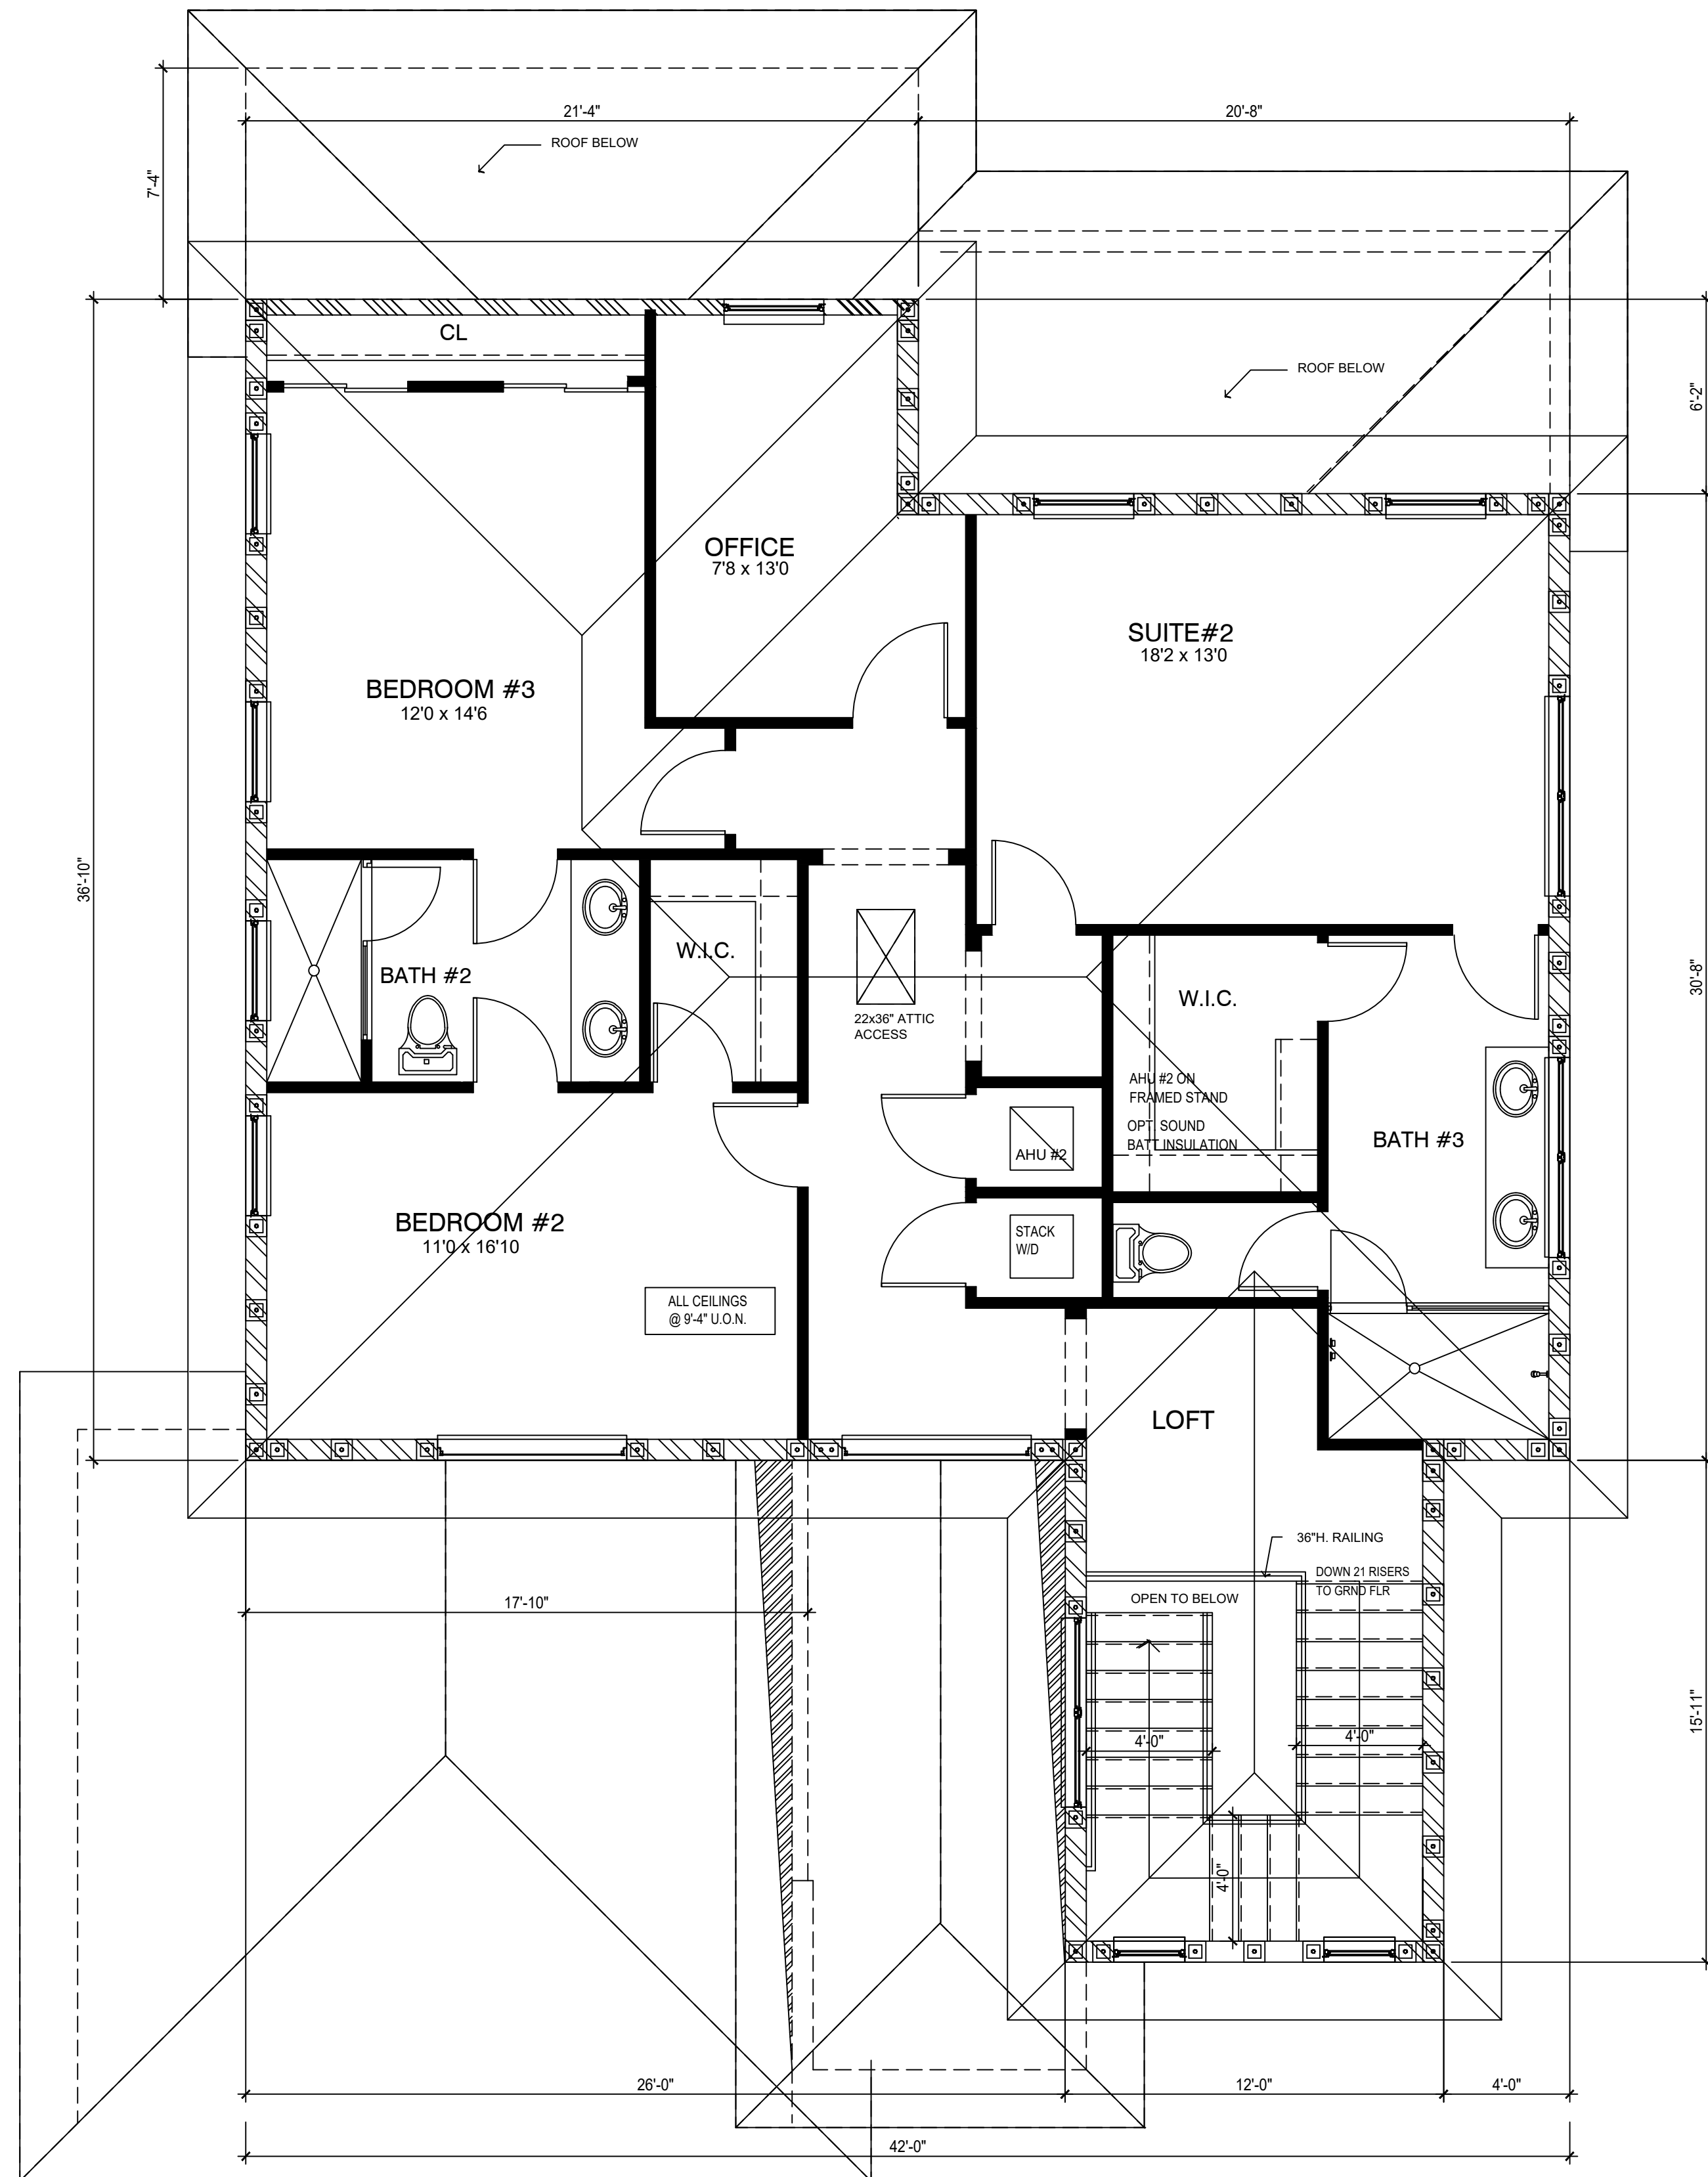 21'-4"
20'-8"
ROOF BELOW
7'-4"
CL
ROOF BELOW
6'-2"
OFFICE
7'8 x 13'0
SUITE#2
18'2 x 13'0
BEDROOM #3
12'0 x 14'6
36'-10"
W.I.C.
BATH #2
30'-8"
W.I.C.
22x36" ATTIC
ACCESS
AHU #2 ON
FRAMED STAND
OPT. SOUND
BATT INSULATION
BATH #3
AHU #2
BEDROOM #2
11'0 x 16'10
STACK
W/D
ALL CEILINGS
@ 9'-4" U.O.N.
LOFT
36"H. RAILING
DOWN 21 RISERS
TO GRND FLR
OPEN TO BELOW
17'-10"
15'-11"
4'-0"
4'-0"
4'-0"
26'-0"
12'-0"
4'-0"
42'-0"